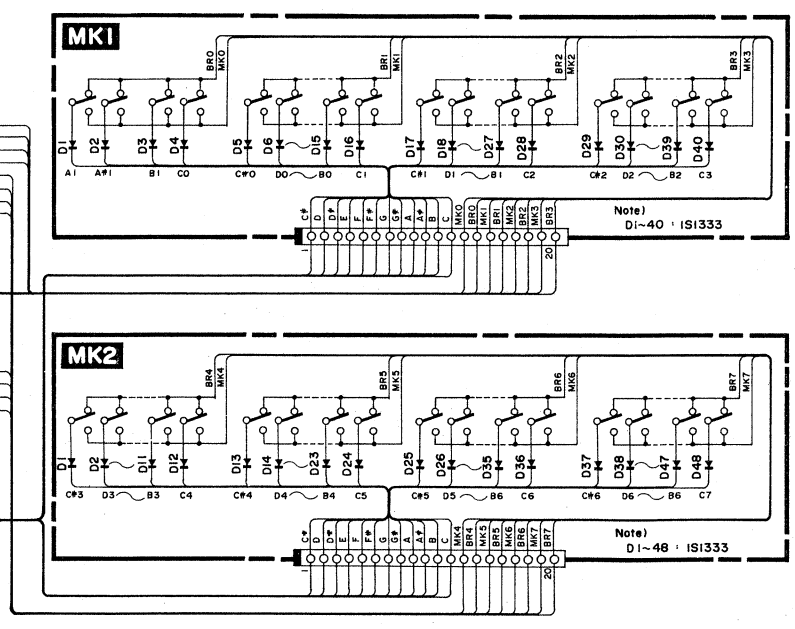 MK1
BR0 MK0 BR1 MK1 BR2 MK2 BR3 MK3
D1 D2 D3 D4 D5 D6 D15 D16 D17 D18 D27 D28 D29 D30 D39 D40
A1 A#1 B1 C0 C#0 D0 B0 C1 C#1 D1 B1 C2 C#2 D2 B2 C3
C# D D# E F F# G G# A A# B C MK0 BR0 MK1 BR1 MK2 BR2 MK3 BR3
Note)
D1~40 : 1S1333
1 20
MK2
BR4 MK4 BR5 MK5 BR6 MK6 BR7 MK7
D1 D2 D11 D12 D13 D14 D23 D24 D25 D26 D35 D36 D37 D38 D47 D48
C#3 D3 B3 C4 C#4 D4 B4 C5 C#5 D5 B6 C6 C#6 D6 B6 C7
C# D D# E F F# G G# A A# B C MK4 BR4 MK5 BR5 MK6 BR6 MK7 BR7
Note)
D1~48 : 1S1333
1 20